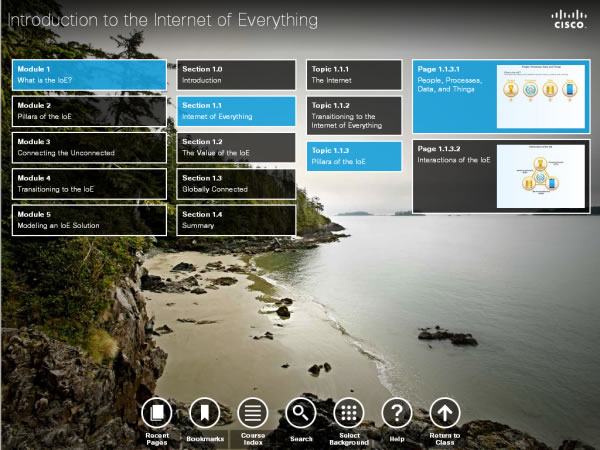 Introduction to the Internet of Everything
CISCO
Module 1
What is the IoE?
Module 2
Pillars of the IoE
Module 3
Connecting the Unconnected
Module 4
Transitioning to the IoE
Module 5
Modeling an IoE Solution
Section 1.0
Introduction
Section 1.1
Internet of Everything
Section 1.2
The Value of the IoE
Section 1.3
Globally Connected
Section 1.4
Summary
Topic 1.1.1
The Internet
Topic 1.1.2
Transitioning to the
Internet of Everything
Topic 1.1.3
Pillars of the IoE
Page 1.1.3.1
People, Processes,
Data, and Things
Page 1.1.3.2
Interactions of the IoE
Recent
Pages
Bookmarks
Course
Index
Search
Select
Background
?
Help
Return to
Class